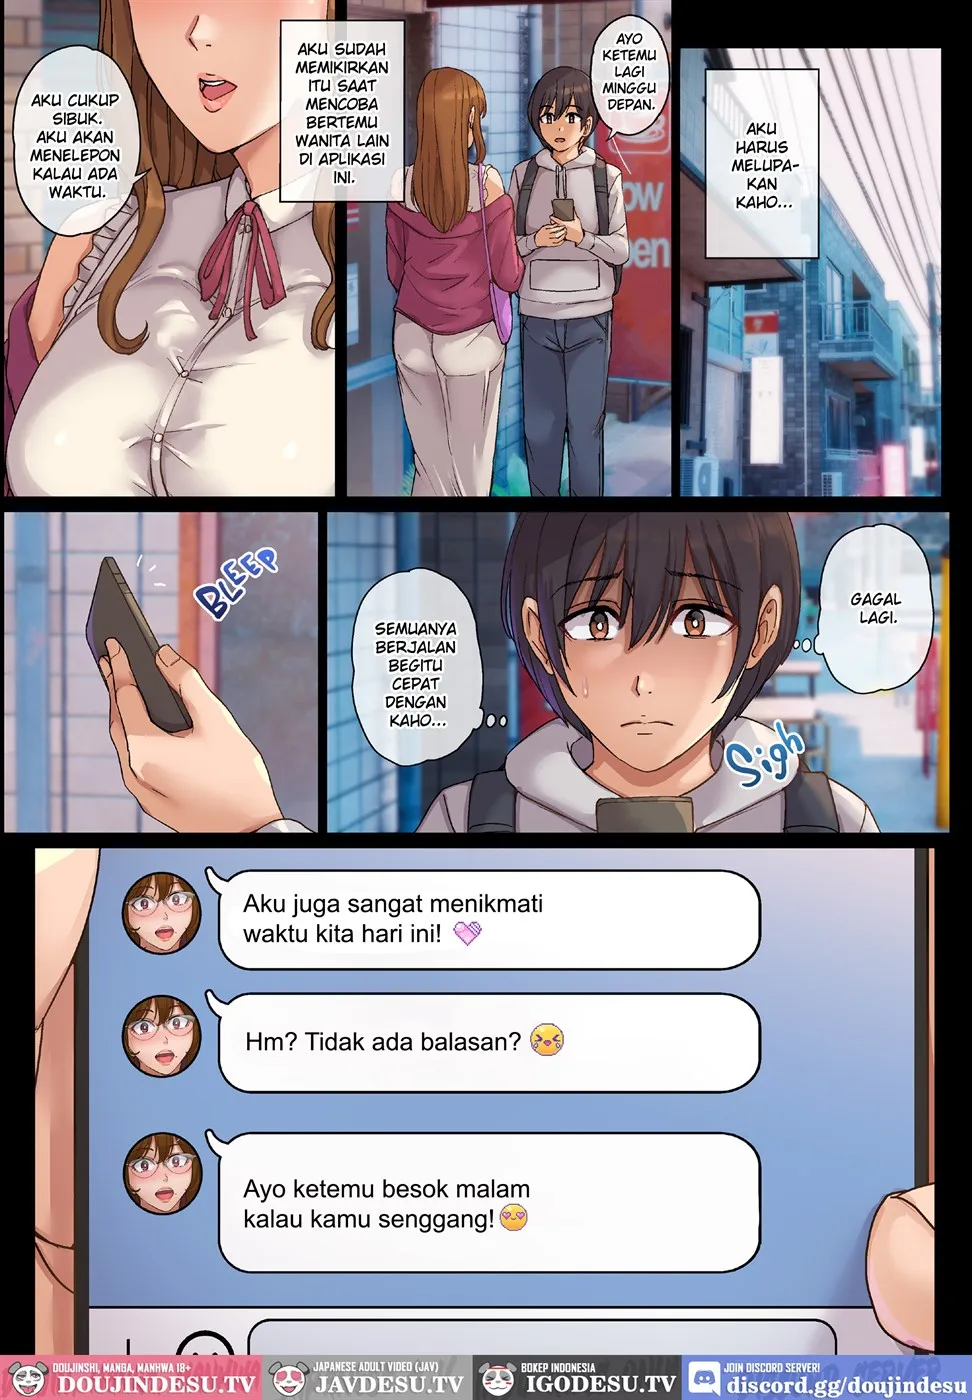 AKU
HARUS
MELUPA-
KAN
KAHO...
AYO
KETEMU
LAGI
MINGGU
DEPAN.
AKU SUDAH
MEMIKIRKAN
ITU SAAT
MENCOBA
BERTEMU
WANITA LAIN
DI APLIKASI
INI.
AKU CUKUP
SIBUK.
AKU AKAN
MENELEPON
KALAU ADA
WAKTU.
GAGAL
LAGI.
SEMUANYA
BERJALAN
BEGITU
CEPAT
DENGAN
KAHO...
Sigh
BLEEP
Aku juga sangat menikmati
waktu kita hari ini!
Hm? Tidak ada balasan?
Ayo ketemu besok malam
kalau kamu senggang!
DOUJINSHI, MANGA, MANHWA 18+
DOUJINDESU.TV
JAPANESE ADULT VIDEO (JAV)
JAVDESU.TV
BOKEP INDONESIA
IGODESU.TV
JOIN DISCORD SERVER!
discord.gg/doujindesu